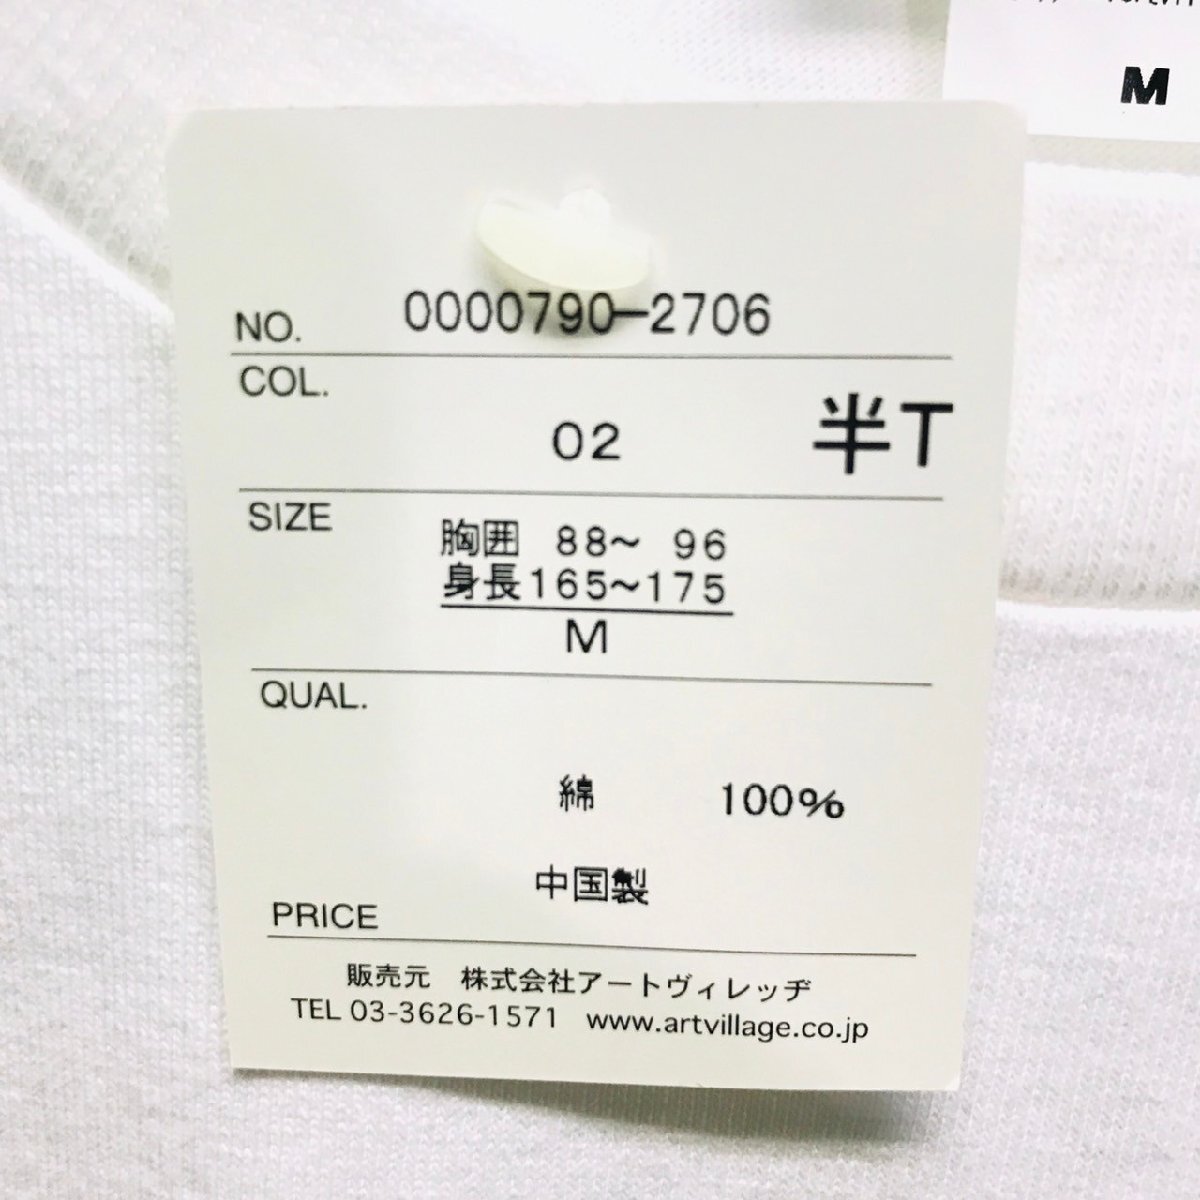 M
NO. 0000790-2706
COL.
02 半T
SIZE 胸囲 88~ 96
身長165~175
M
QUAL.
綿 100%
中国製
PRICE
販売元 株式会社アートヴィレッヂ
TEL 03-3626-1571 www.artvillage.co.jp